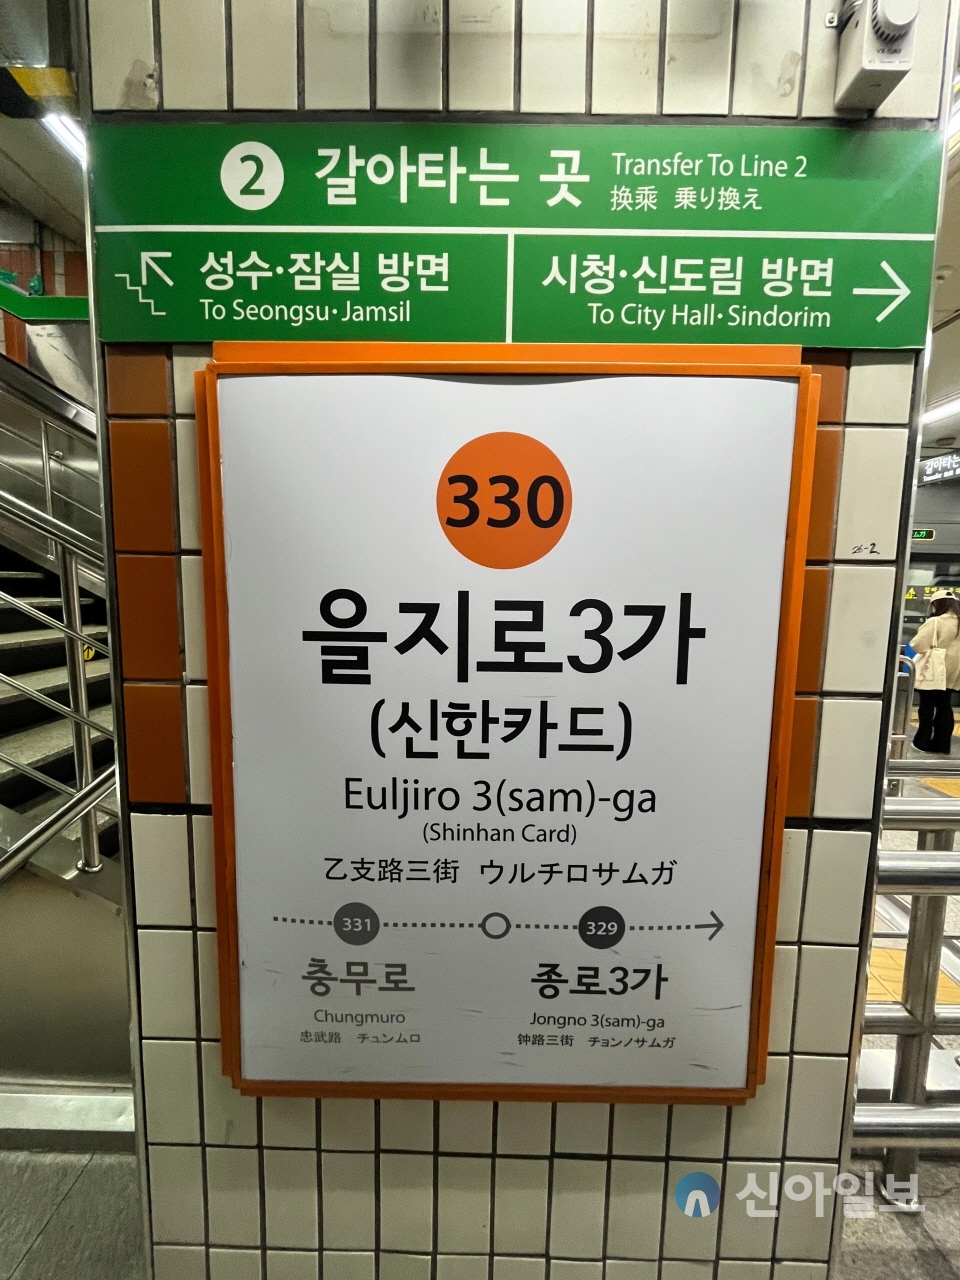 2 갈아타는 곳
Transfer To Line 2
换乘 乗り換え
성수·잠실 방면
To Seongsu·Jamsil
시청·신도림 방면
To City Hall·Sindorim
330
을지로3가
(신한카드)
Euljiro 3(sam)-ga
(Shinhan Card)
乙支路三街 ウルチロサムガ
331
329
충무로
Chungmuro
忠武路 チュンムロ
종로3가
Jongno 3(sam)-ga
钟路三街 チョンノサムガ
갈아타는
신아일보